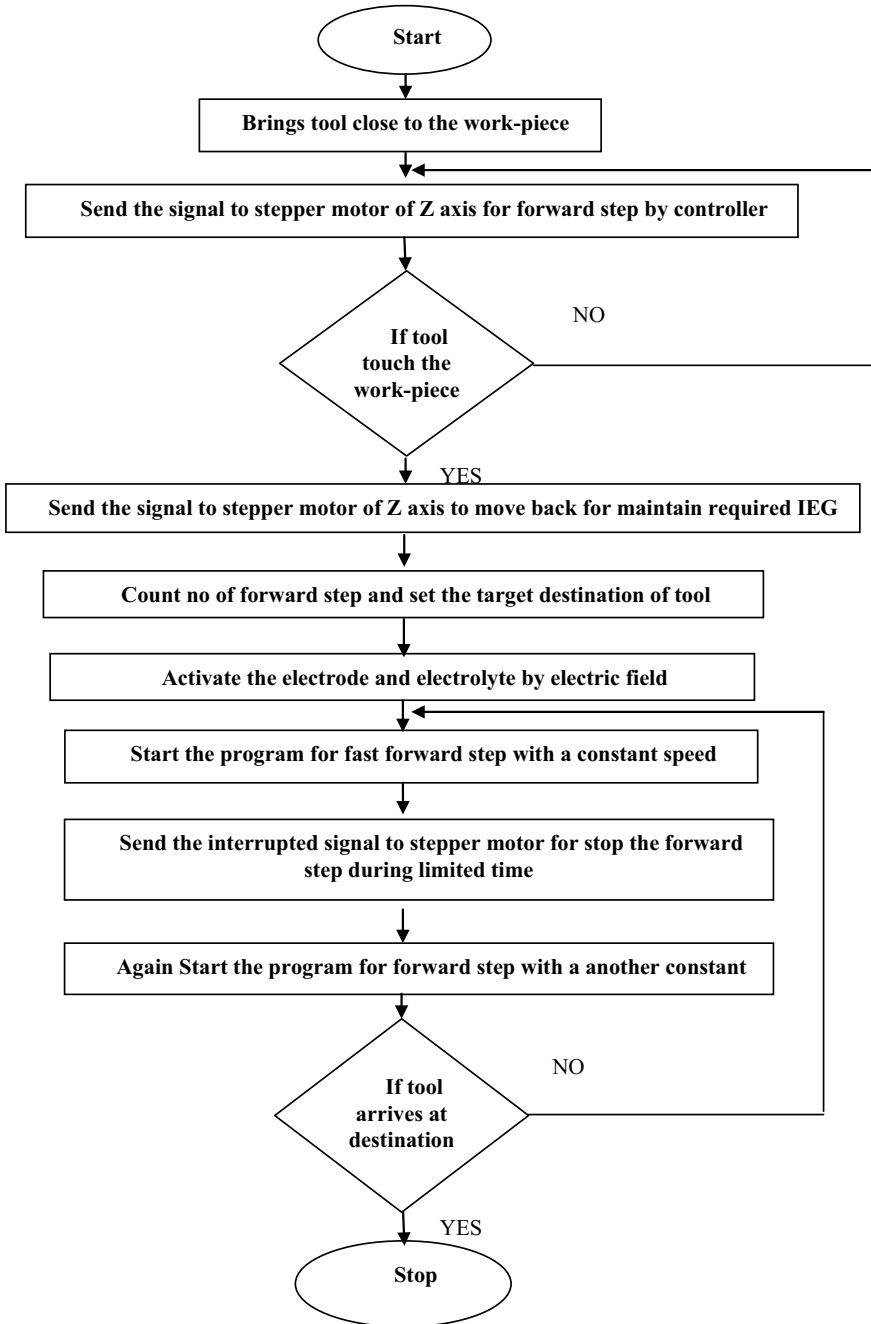 Start
Brings tool close to the work-piece
Send the signal to stepper motor of Z axis for forward step by controller
NO
If tool
touch the
work-piece
YES
Send the signal to stepper motor of Z axis to move back for maintain required IEG
Count no of forward step and set the target destination of tool
Activate the electrode and electrolyte by electric field
Start the program for fast forward step with a constant speed
Send the interrupted signal to stepper motor for stop the forward
step during limited time
Again Start the program for forward step with a another constant
NO
If tool
arrives at
destination
YES
Stop